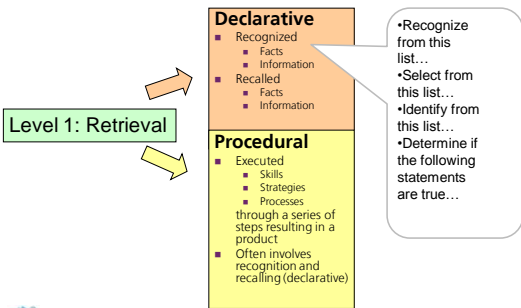 Level 1: Retrieval
Declarative
▪ Recognized
▪ Facts
▪ Information
▪ Recalled
▪ Facts
▪ Information
Procedural
▪ Executed
▪ Skills
▪ Strategies
▪ Processes
through a series of
steps resulting in a
product
▪ Often involves
recognition and
recalling (declarative)
•Recognize
from this
list…
•Select from
this list…
•Identify from
this list…
•Determine if
the following
statements
are true…